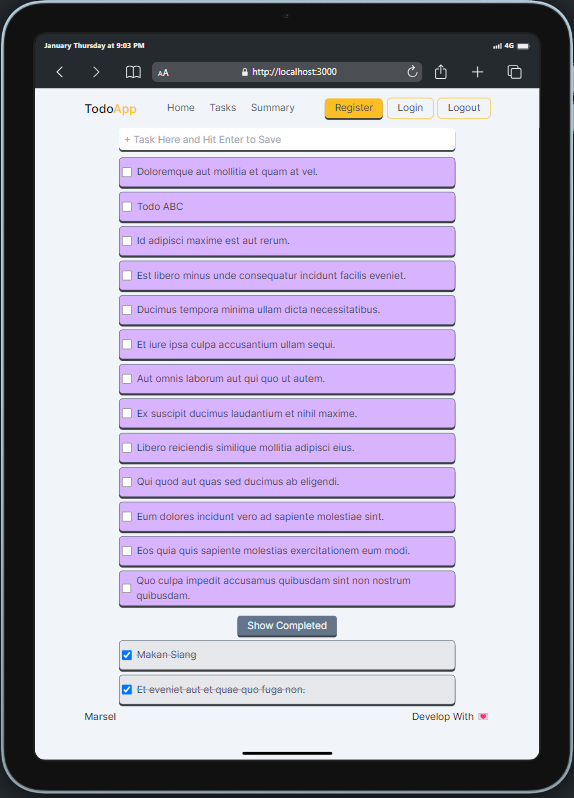 January Thursday at 9:03 PM
4G
AA
http://localhost:3000
TodoApp
Home
Tasks
Summary
Register
Login
Logout
+ Task Here and Hit Enter to Save
Doloremque aut mollitia et quam at vel.
Todo ABC
Id adipisci maxime est aut rerum.
Est libero minus unde consequatur incidunt facilis eveniet.
Ducimus tempora minima ullam dicta necessitatibus.
Et iure ipsa culpa accusantium ullam sequi.
Aut omnis laborum aut qui quo ut autem.
Ex suscipit ducimus laudantium et nihil maxime.
Libero reiciendis similique mollitia adipisci eius.
Qui quod aut quas sed ducimus ab eligendi.
Eum dolores incidunt vero ad sapiente molestiae sint.
Eos quia quis sapiente molestias exercitationem eum modi.
Quo culpa impedit accusamus quibusdam sint non nostrum
quibusdam.
Show Completed
Makan Siang
Et eveniet aut et quae quo fuga non.
Marsel
Develop With 💌